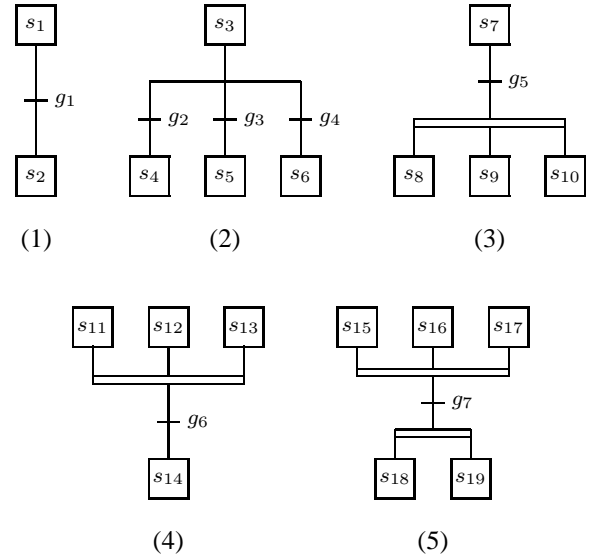 s₁ s₃ s₇
g₅
g₁ g₂ g₃ g₄
s₂ s₄ s₅ s₆ s₈ s₉ s₁₀
(1) (2) (3)
s₁₁ s₁₂ s₁₃ s₁₅ s₁₆ s₁₇
g₇
g₆
s₁₄ s₁₈ s₁₉
(4) (5)